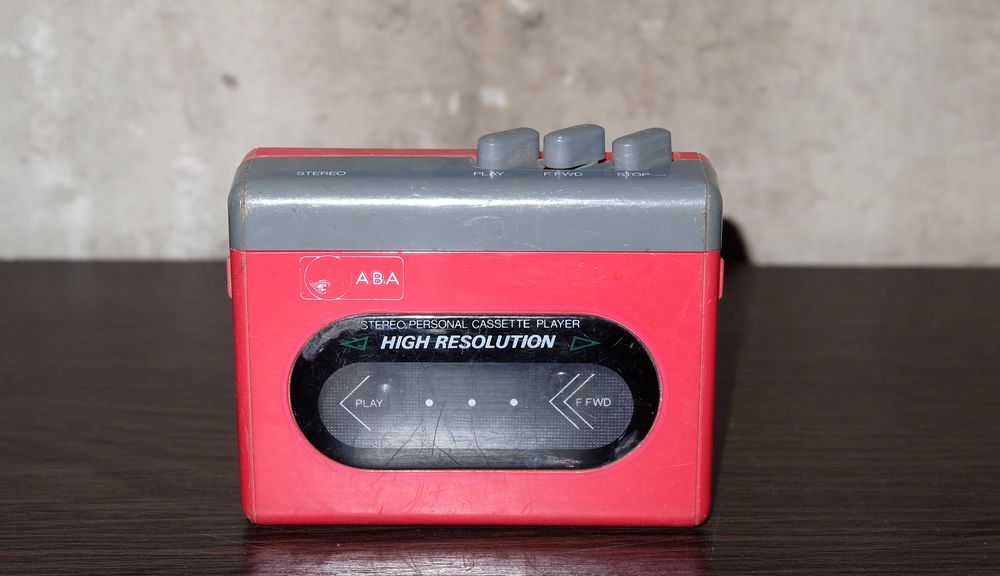 STEREO PLAY F FWD STOP
ABA
STEREO PERSONAL CASSETTE PLAYER
HIGH RESOLUTION
PLAY F FWD